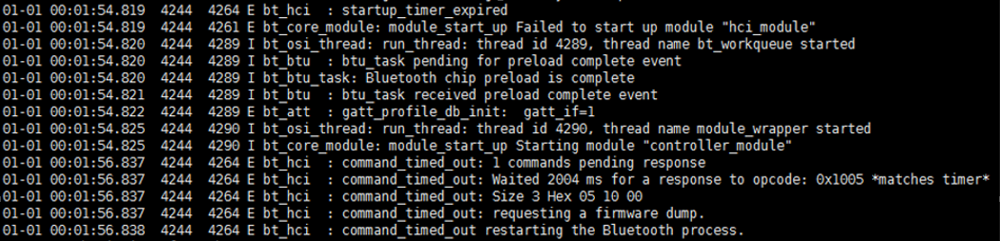 01-01 00:01:54.819  4244  4264 E bt_hci  : startup_timer_expired
01-01 00:01:54.819  4244  4261 E bt_core_module: module_start_up Failed to start up module "hci_module"
01-01 00:01:54.820  4244  4289 I bt_osi_thread: run_thread: thread id 4289, thread name bt_workqueue started
01-01 00:01:54.820  4244  4289 I bt_btu  : btu_task pending for preload complete event
01-01 00:01:54.820  4244  4289 I bt_btu_task: Bluetooth chip preload is complete
01-01 00:01:54.821  4244  4289 I bt_btu  : btu_task received preload complete event
01-01 00:01:54.822  4244  4289 E bt_att  : gatt_profile_db_init:  gatt_if=1
01-01 00:01:54.825  4244  4290 I bt_osi_thread: run_thread: thread id 4290, thread name module_wrapper started
01-01 00:01:54.825  4244  4290 I bt_core_module: module_start_up Starting module "controller_module"
01-01 00:01:56.837  4244  4264 E bt_hci  : command_timed_out: 1 commands pending response
01-01 00:01:56.837  4244  4264 E bt_hci  : command_timed_out: Waited 2004 ms for a response to opcode: 0x1005 *matches timer*
01-01 00:01:56.837  4244  4264 E bt_hci  : command_timed_out: Size 3 Hex 05 10 00
01-01 00:01:56.837  4244  4264 E bt_hci  : command_timed_out: requesting a firmware dump.
01-01 00:01:56.838  4244  4264 E bt_hci  : command_timed_out restarting the Bluetooth process.